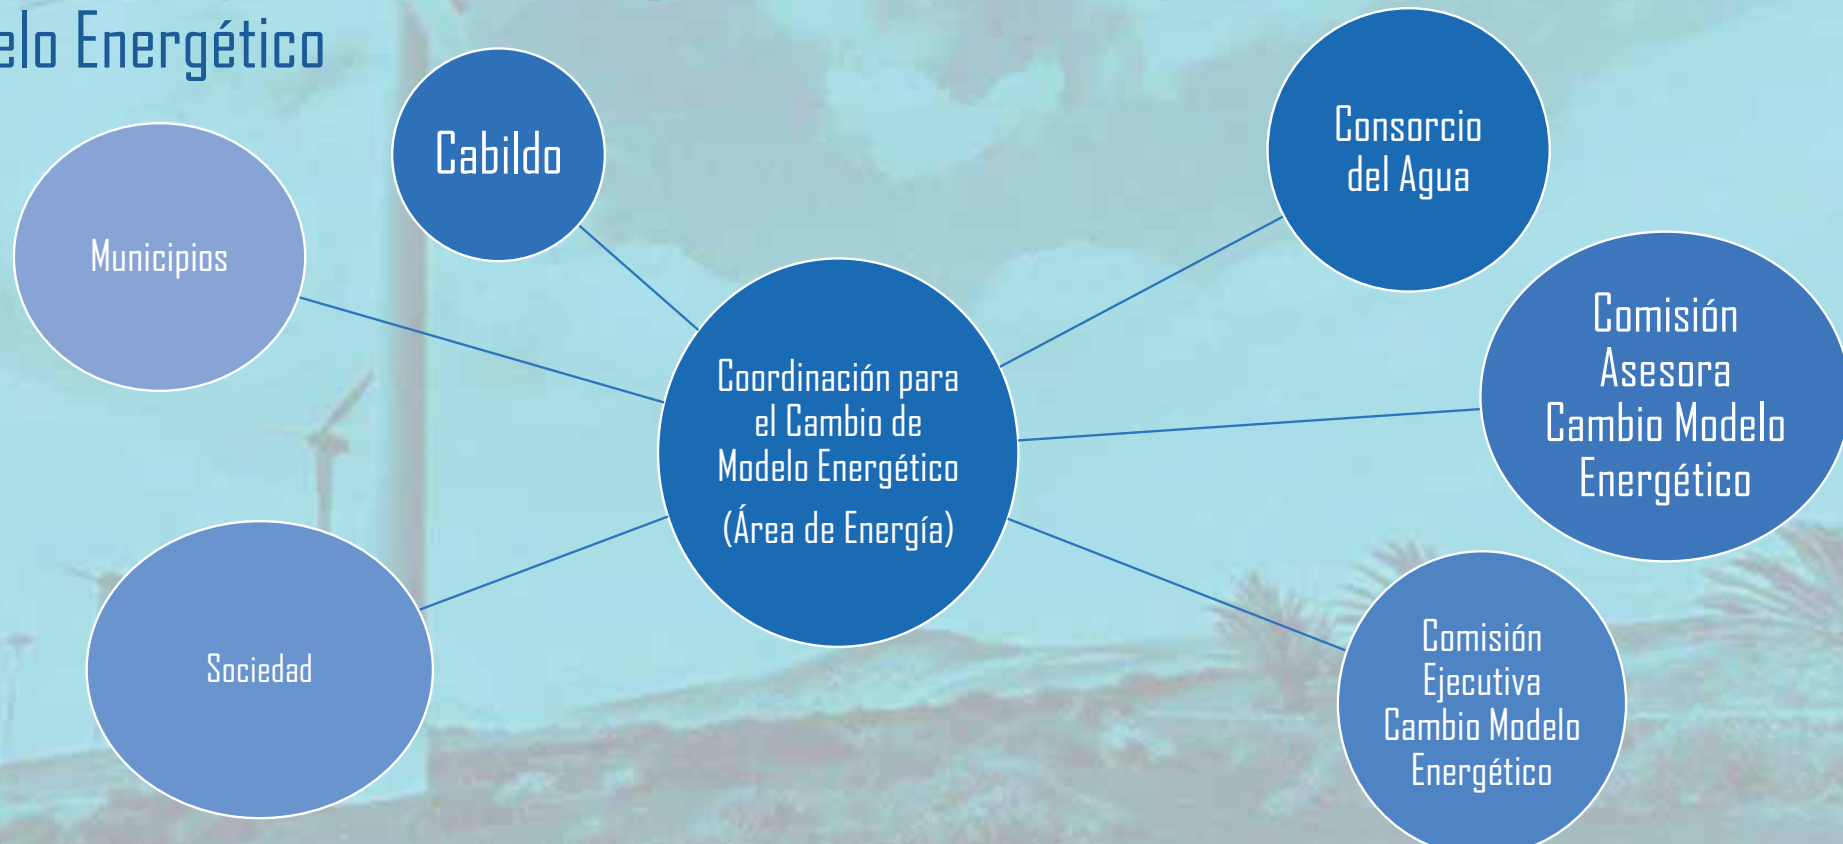 Energético
Cabildo
Municipios
Sociedad
Coordinación para
el Cambio de
Modelo Energético
(Área de Energía)
Consorcio
del Agua
Comisión
Asesora
Cambio Modelo
Energético
Comisión
Ejecutiva
Cambio Modelo
Energético